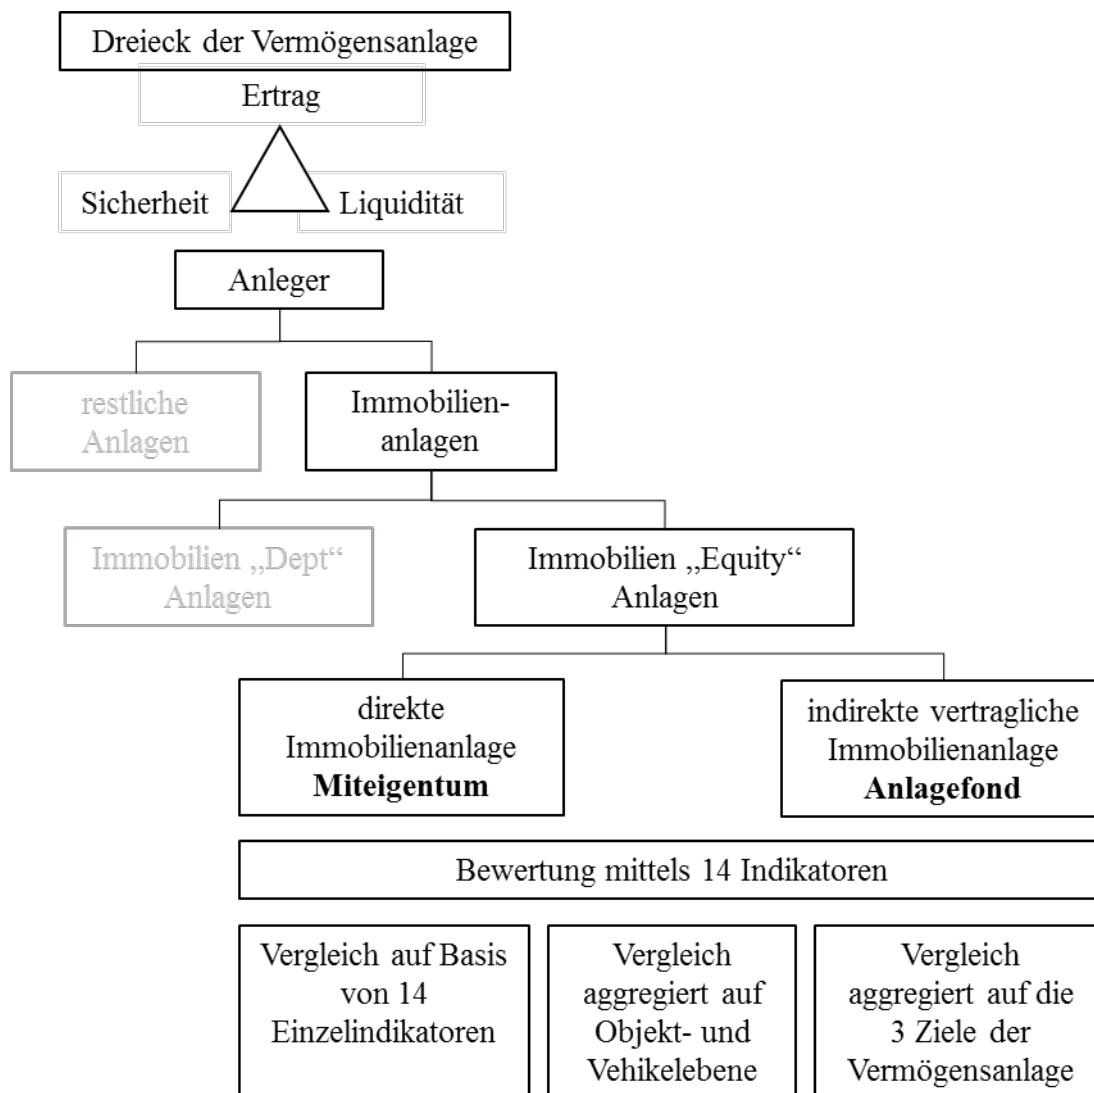 Dreieck der Vermögensanlage
Ertrag
Sicherheit
Liquidität
Anleger
restliche
Anlagen
Immobilien-
anlagen
Immobilien „Dept“
Anlagen
Immobilien „Equity“
Anlagen
direkte
Immobilienanlage
Miteigentum
indirekte vertragliche
Immobilienanlage
Anlagefond
Bewertung mittels 14 Indikatoren
Vergleich auf Basis
von 14
Einzelindikatoren
Vergleich
aggregiert auf
Objekt- und
Vehikelebene
Vergleich
aggregiert auf die
3 Ziele der
Vermögensanlage